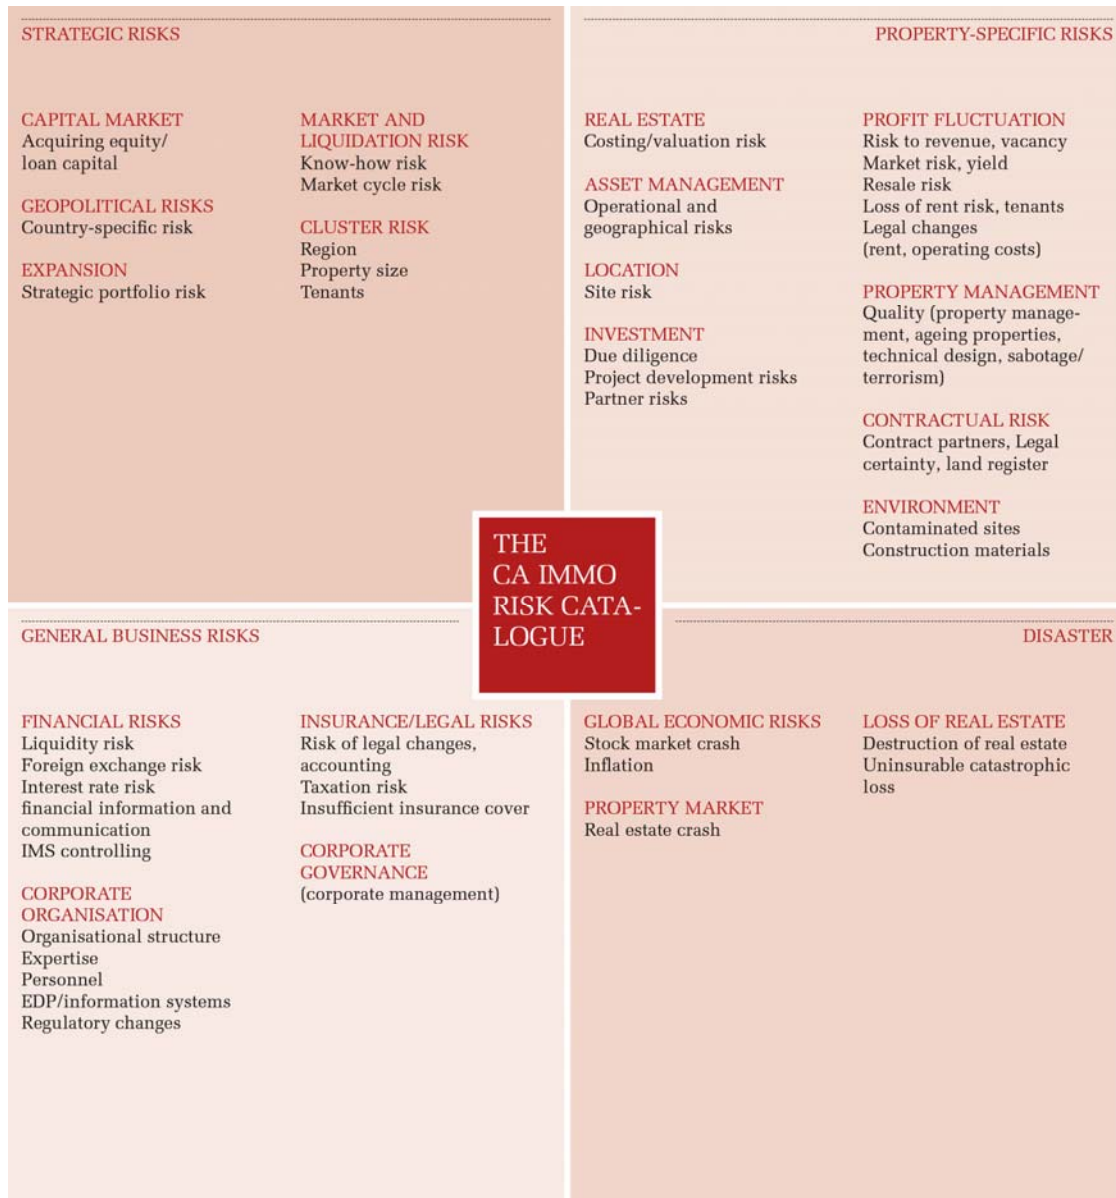 STRATEGIC RISKS
CAPITAL MARKET
Acquiring equity/
loan capital
GEOPOLITICAL RISKS
Country-specific risk
EXPANSION
Strategic portfolio risk
MARKET AND
LIQUIDATION RISK
Know-how risk
Market cycle risk
CLUSTER RISK
Region
Property size
Tenants
PROPERTY-SPECIFIC RISKS
REAL ESTATE
Costing/valuation risk
ASSET MANAGEMENT
Operational and
geographical risks
LOCATION
Site risk
INVESTMENT
Due diligence
Project development risks
Partner risks
PROFIT FLUCTUATION
Risk to revenue, vacancy
Market risk, yield
Resale risk
Loss of rent risk, tenants
Legal changes
(rent, operating costs)
PROPERTY MANAGEMENT
Quality (property manage-
ment, ageing properties,
technical design, sabotage/
terrorism)
CONTRACTUAL RISK
Contract partners, Legal
certainty, land register
ENVIRONMENT
Contaminated sites
Construction materials
THE
CA IMMO
RISK CATA-
LOGUE
GENERAL BUSINESS RISKS
FINANCIAL RISKS
Liquidity risk
Foreign exchange risk
Interest rate risk
financial information and
communication
IMS controlling
CORPORATE
ORGANISATION
Organisational structure
Expertise
Personnel
EDP/information systems
Regulatory changes
INSURANCE/LEGAL RISKS
Risk of legal changes,
accounting
Taxation risk
Insufficient insurance cover
CORPORATE
GOVERNANCE
(corporate management)
DISASTER
GLOBAL ECONOMIC RISKS
Stock market crash
Inflation
PROPERTY MARKET
Real estate crash
LOSS OF REAL ESTATE
Destruction of real estate
Uninsurable catastrophic
loss